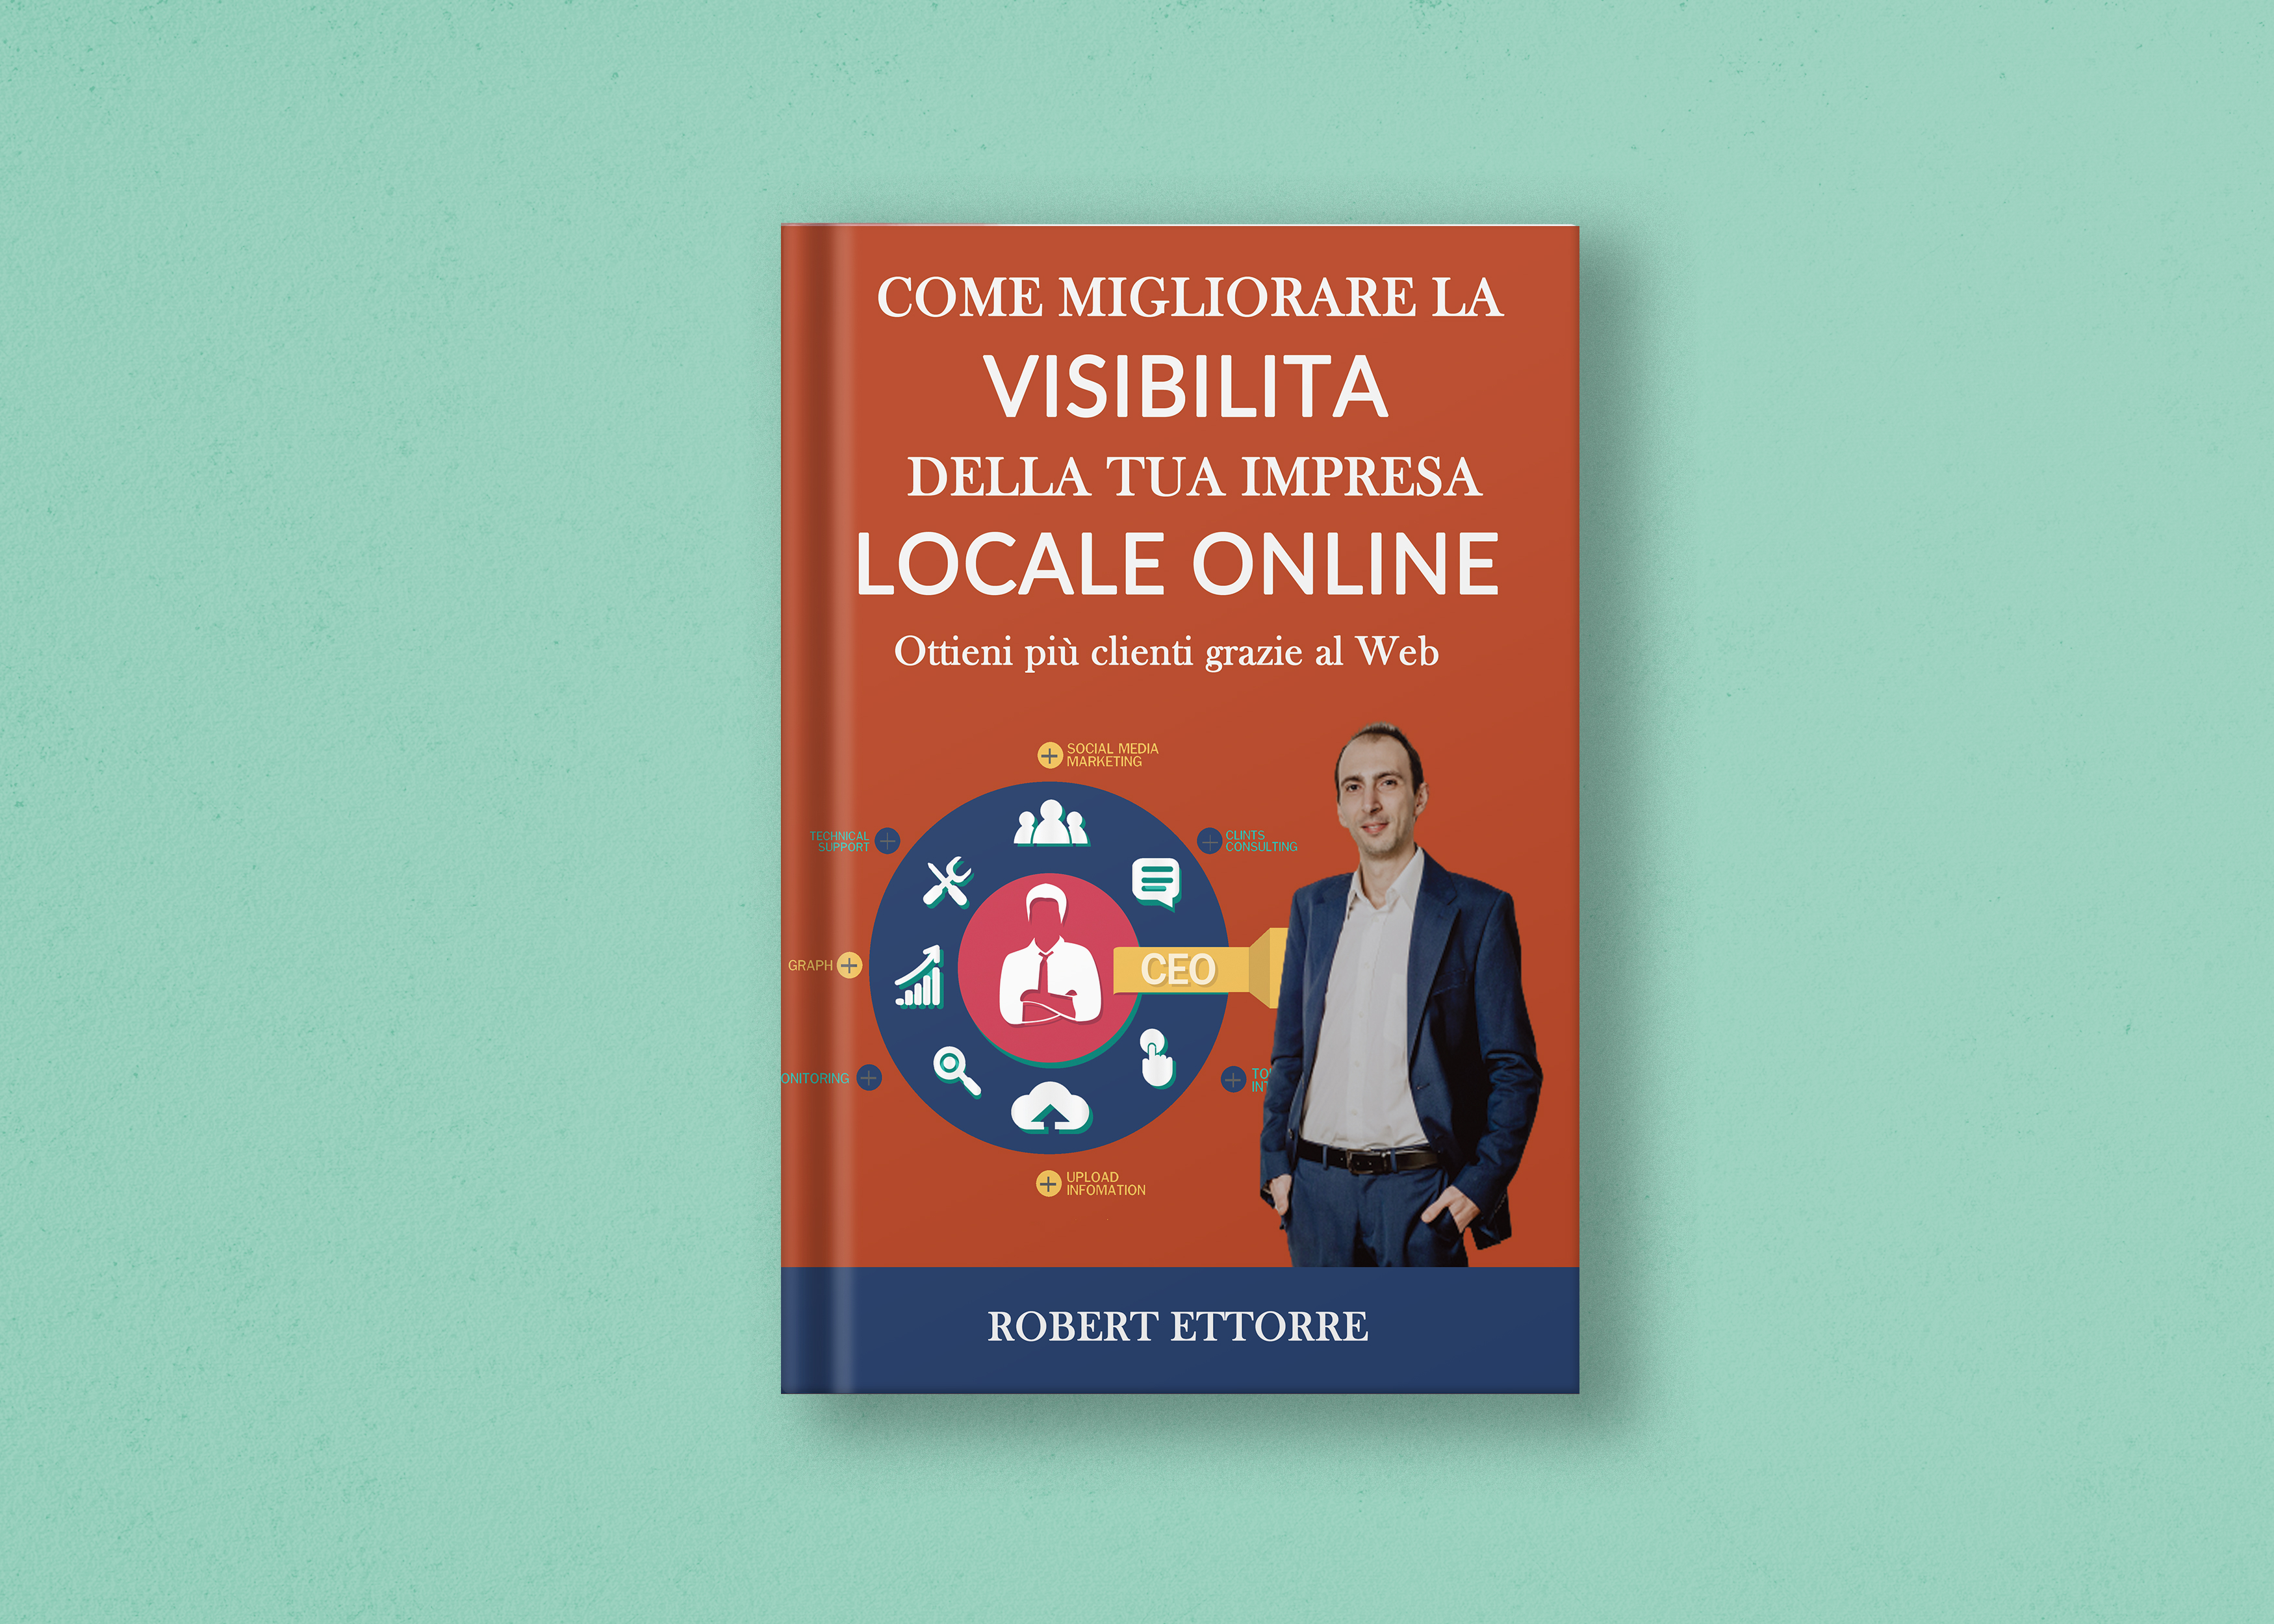 COME MIGLIORARE LA
VISIBILITA
DELLA TUA IMPRESA
LOCALE ONLINE
Ottieni più clienti grazie al Web
SOCIAL MEDIA
MARKETING
TECHNICAL
SUPPORT
CLINTS
CONSULTING
GRAPH
CEO
ONITORING
UPLOAD
INFOMATION
ROBERT ETTORRE